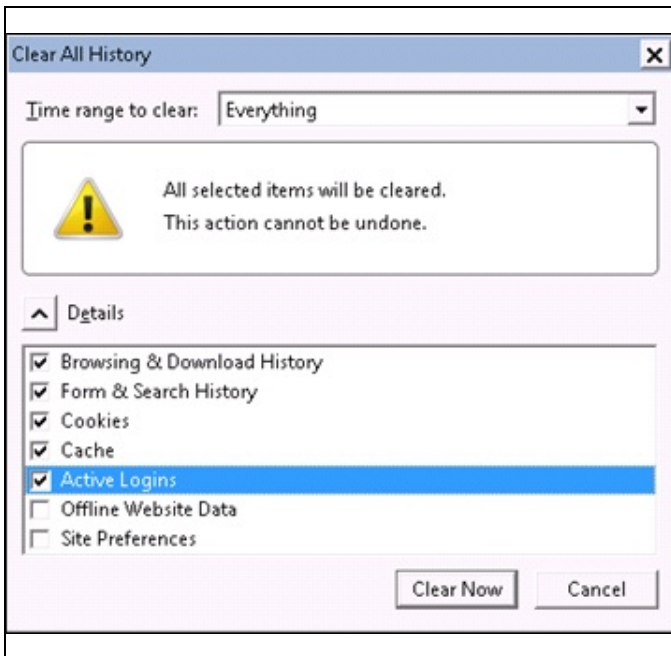 Clear All History
Time range to clear: Everything
All selected items will be cleared.
This action cannot be undone.
Details
Browsing & Download History
Form & Search History
Cookies
Cache
Active Logins
Offline Website Data
Site Preferences
Clear Now Cancel